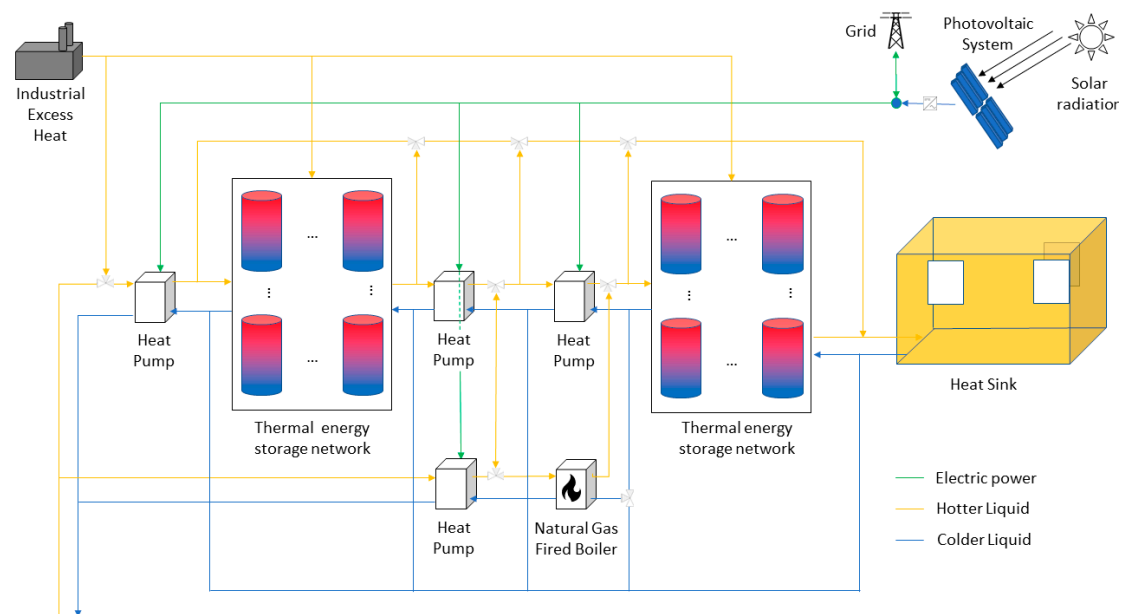 Grid
Photovoltaic
System
Solar
radiatior
Industrial
Excess
Heat
...
...
...
...
...
...
...
...
Heat
Pump
Heat
Pump
Heat
Pump
Thermal energy
storage network
Thermal energy
storage network
Heat Sink
Heat
Pump
Natural Gas
Fired Boiler
Electric power
Hotter Liquid
Colder Liquid